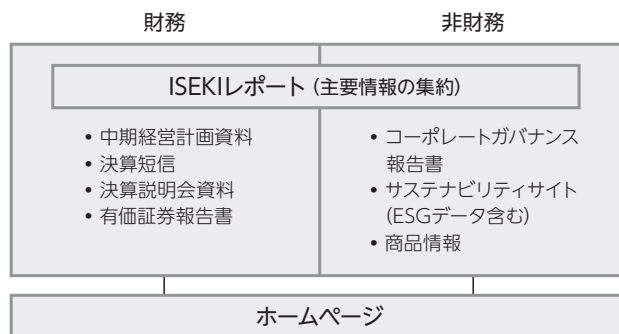 財務
非財務
ISEKIレポート（主要情報の集約）
• 中期経営計画資料
• 決算短信
• 決算説明会資料
• 有価証券報告書
• コーポレートガバナンス
報告書
• サステナビリティサイト
（ESGデータ含む）
• 商品情報
ホームページ